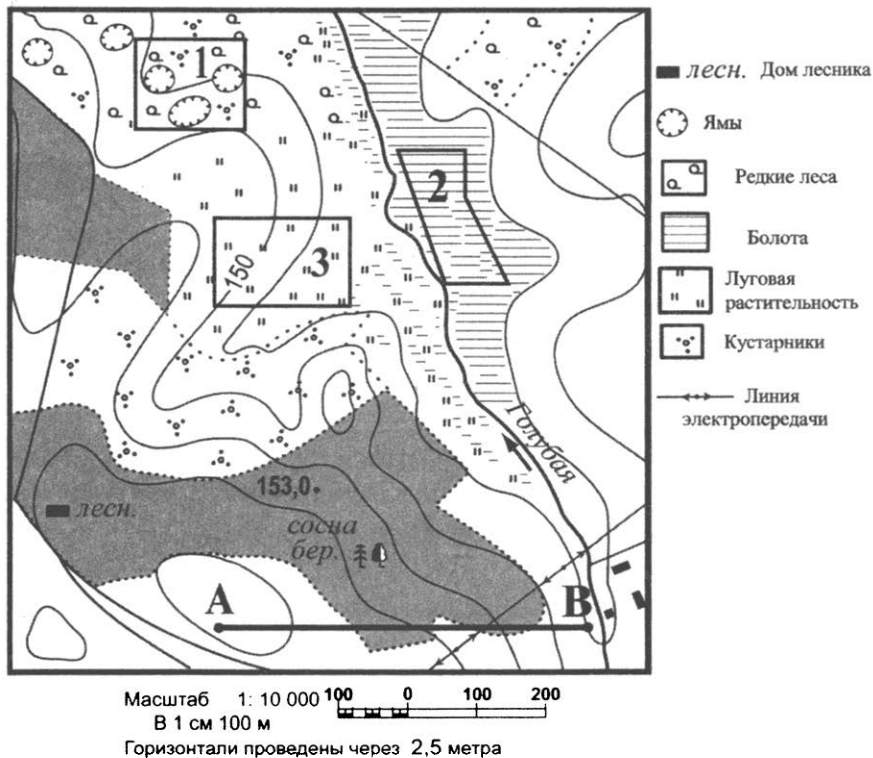 1
2
3
150
Голубая
лесн.
153,0
сосна
бер.
А
В
лесн. Дом лесника
Ямы
Редкие леса
Болота
Луговая
растительность
Кустарники
Линия
электропередачи
Масштаб 1: 10 000 100 0 100 200
В 1 см 100 м
Горизонтали проведены через 2,5 метра